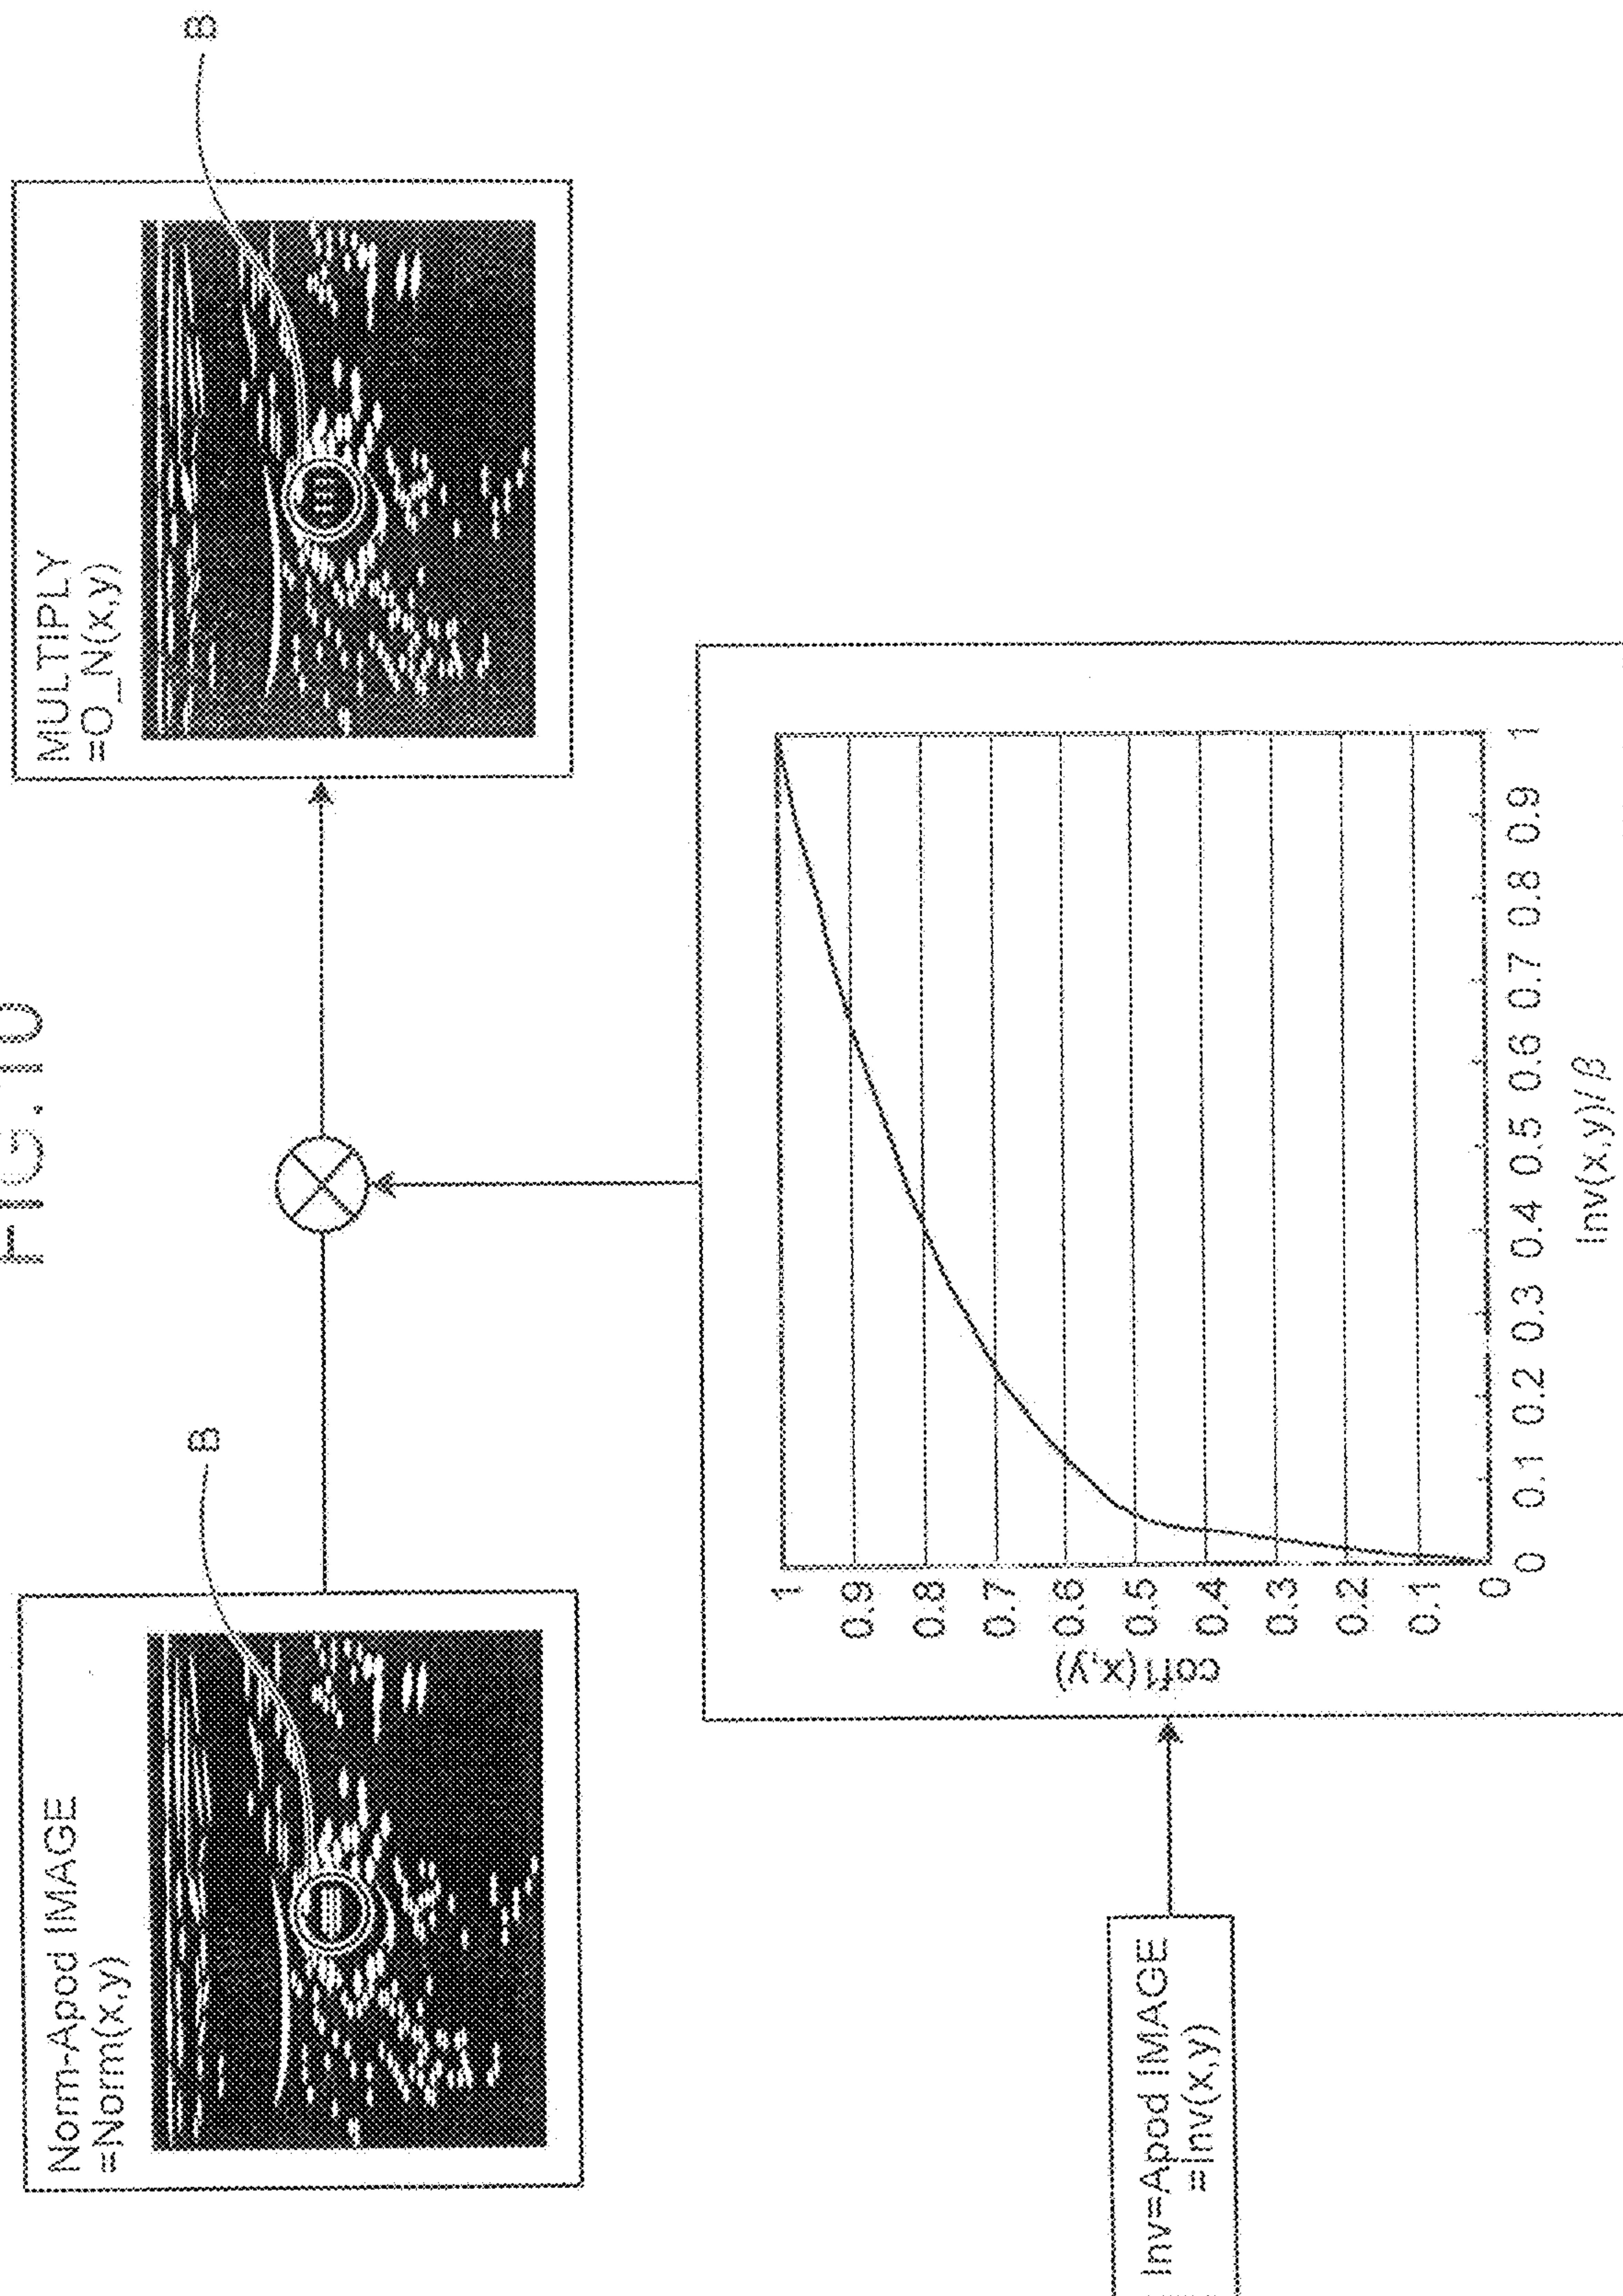 FIG.10
Norm-Apod IMAGE
=Norm(x,y)
B
MULTIPLY
=O_N(x,y)
B
Inv=Apod IMAGE
=Inv(x,y)
cof1(x,y)
1
0.9
0.8
0.7
0.6
0.5
0.4
0.3
0.2
0.1
0
0 0.1 0.2 0.3 0.4 0.5 0.6 0.7 0.8 0.9 1
Inv(x,y)/β